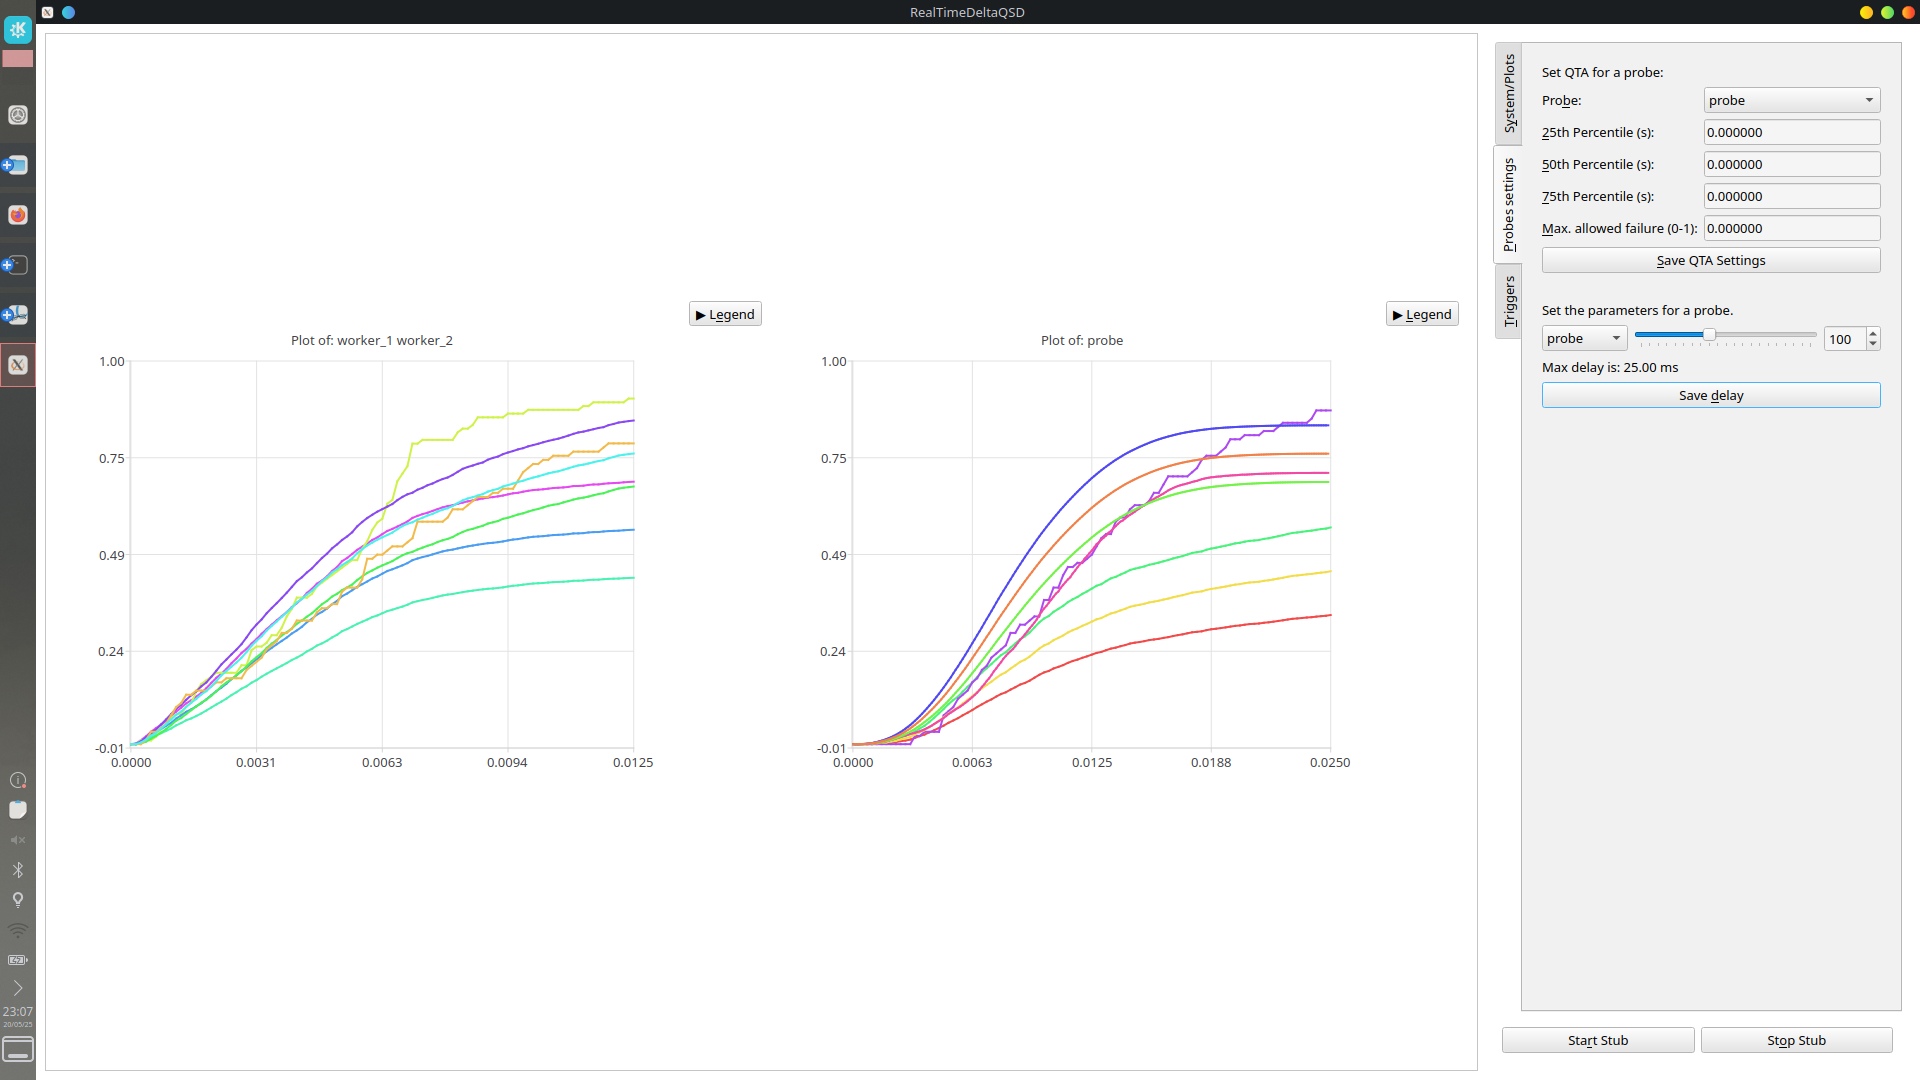 RealTimeDeltaQSD
▶ Legend
Plot of: worker_1 worker_2
1.00
0.75
0.49
0.24
-0.01
0.0000
0.0031
0.0063
0.0094
0.0125
▶ Legend
Plot of: probe
1.00
0.75
0.49
0.24
-0.01
0.0000
0.0063
0.0125
0.0188
0.0250
System/Plots
Probes settings
Triggers
Set QTA for a probe:
Probe: probe
25th Percentile (s): 0.000000
50th Percentile (s): 0.000000
75th Percentile (s): 0.000000
Max. allowed failure (0-1): 0.000000
Save QTA Settings
Set the parameters for a probe.
probe 100
Max delay is: 25.00 ms
Save delay
Start Stub Stop Stub
23:07
20/05/25